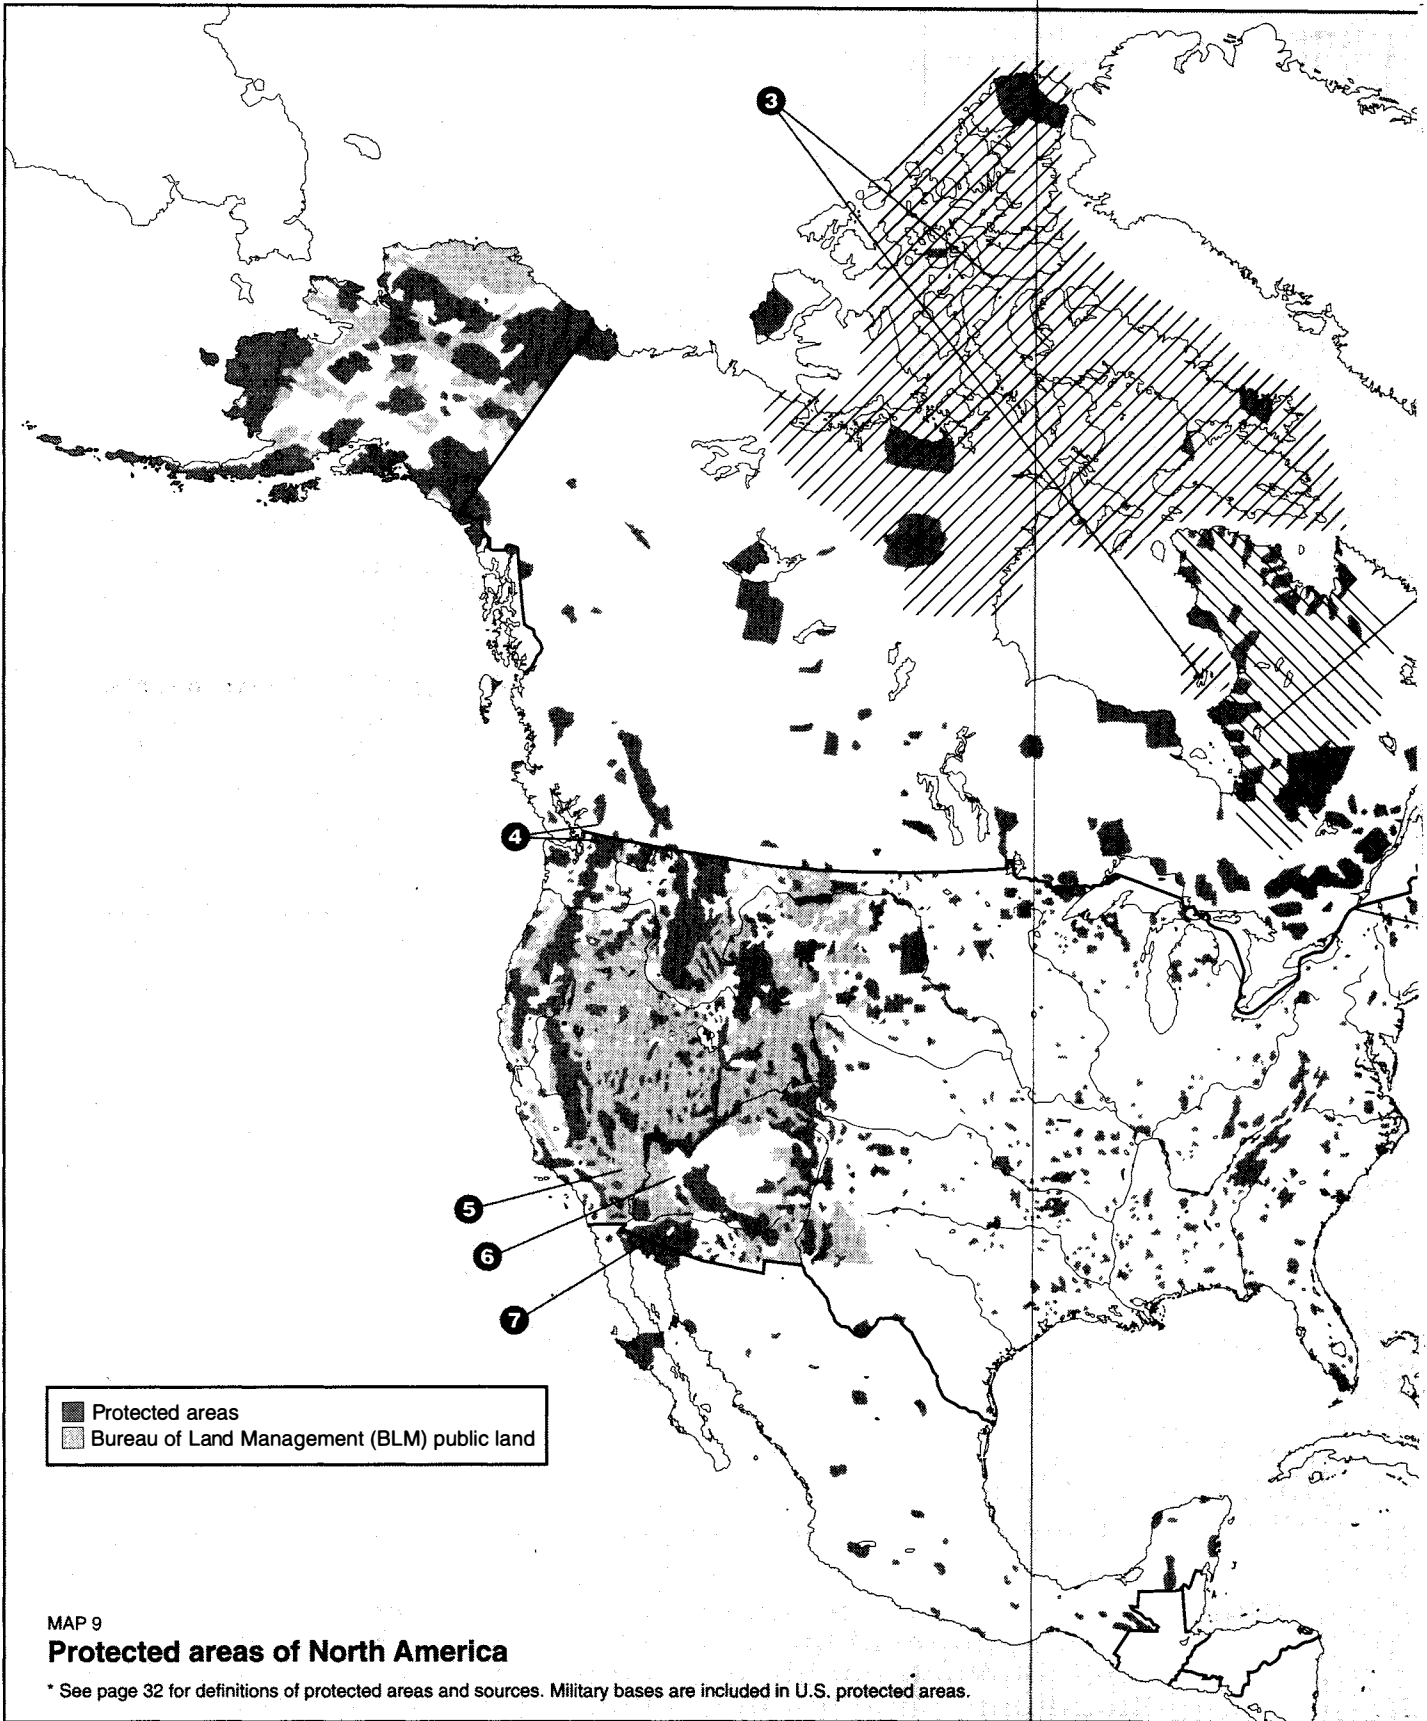 3
4
5
6
7
Protected areas
Bureau of Land Management (BLM) public land
MAP 9
Protected areas of North America
* See page 32 for definitions of protected areas and sources. Military bases are included in U.S. protected areas.